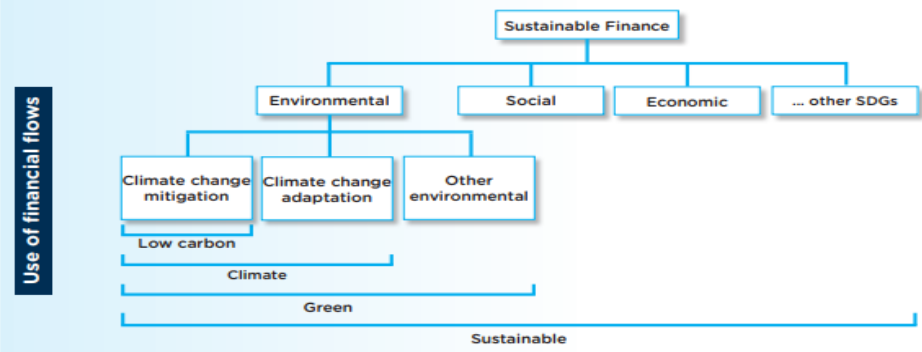 Sustainable Finance
Use of financial flows
Environmental
Social
Economic
... other SDGs
Climate change
mitigation
Climate change
adaptation
Other
environmental
Low carbon
Climate
Green
Sustainable